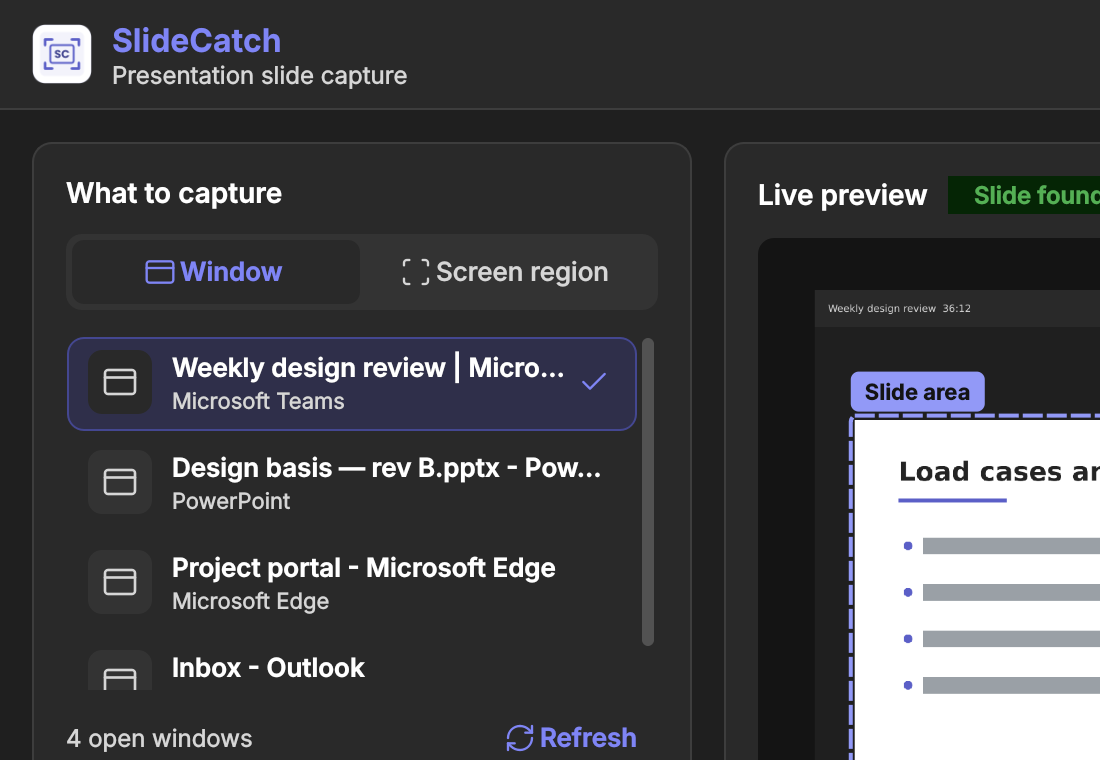 SC
SlideCatch
Presentation slide capture
What to capture
Window
Screen region
Weekly design review | Micro...
Microsoft Teams
Design basis — rev B.pptx - Pow...
PowerPoint
Project portal - Microsoft Edge
Microsoft Edge
Inbox - Outlook
4 open windows
Refresh
Live preview
Slide found
Weekly design review 36:12
Slide area
Load cases